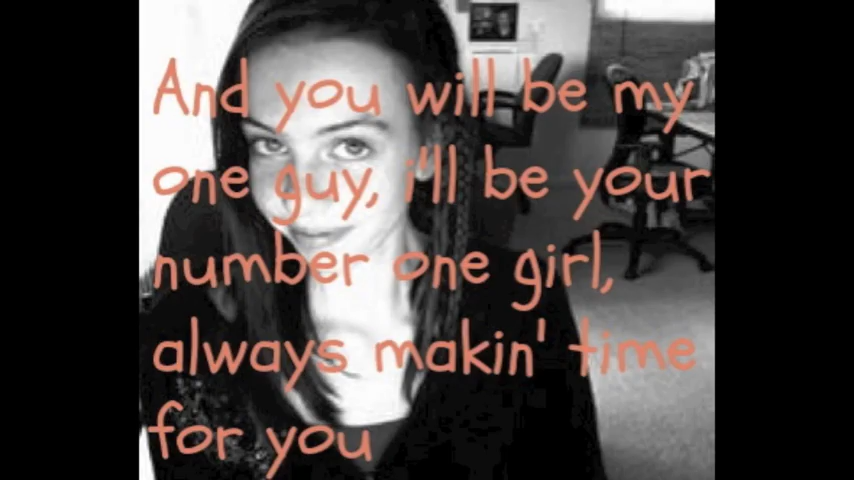 And you will be my
one guy, i'll be your
number one girl,
always makin' time
for you